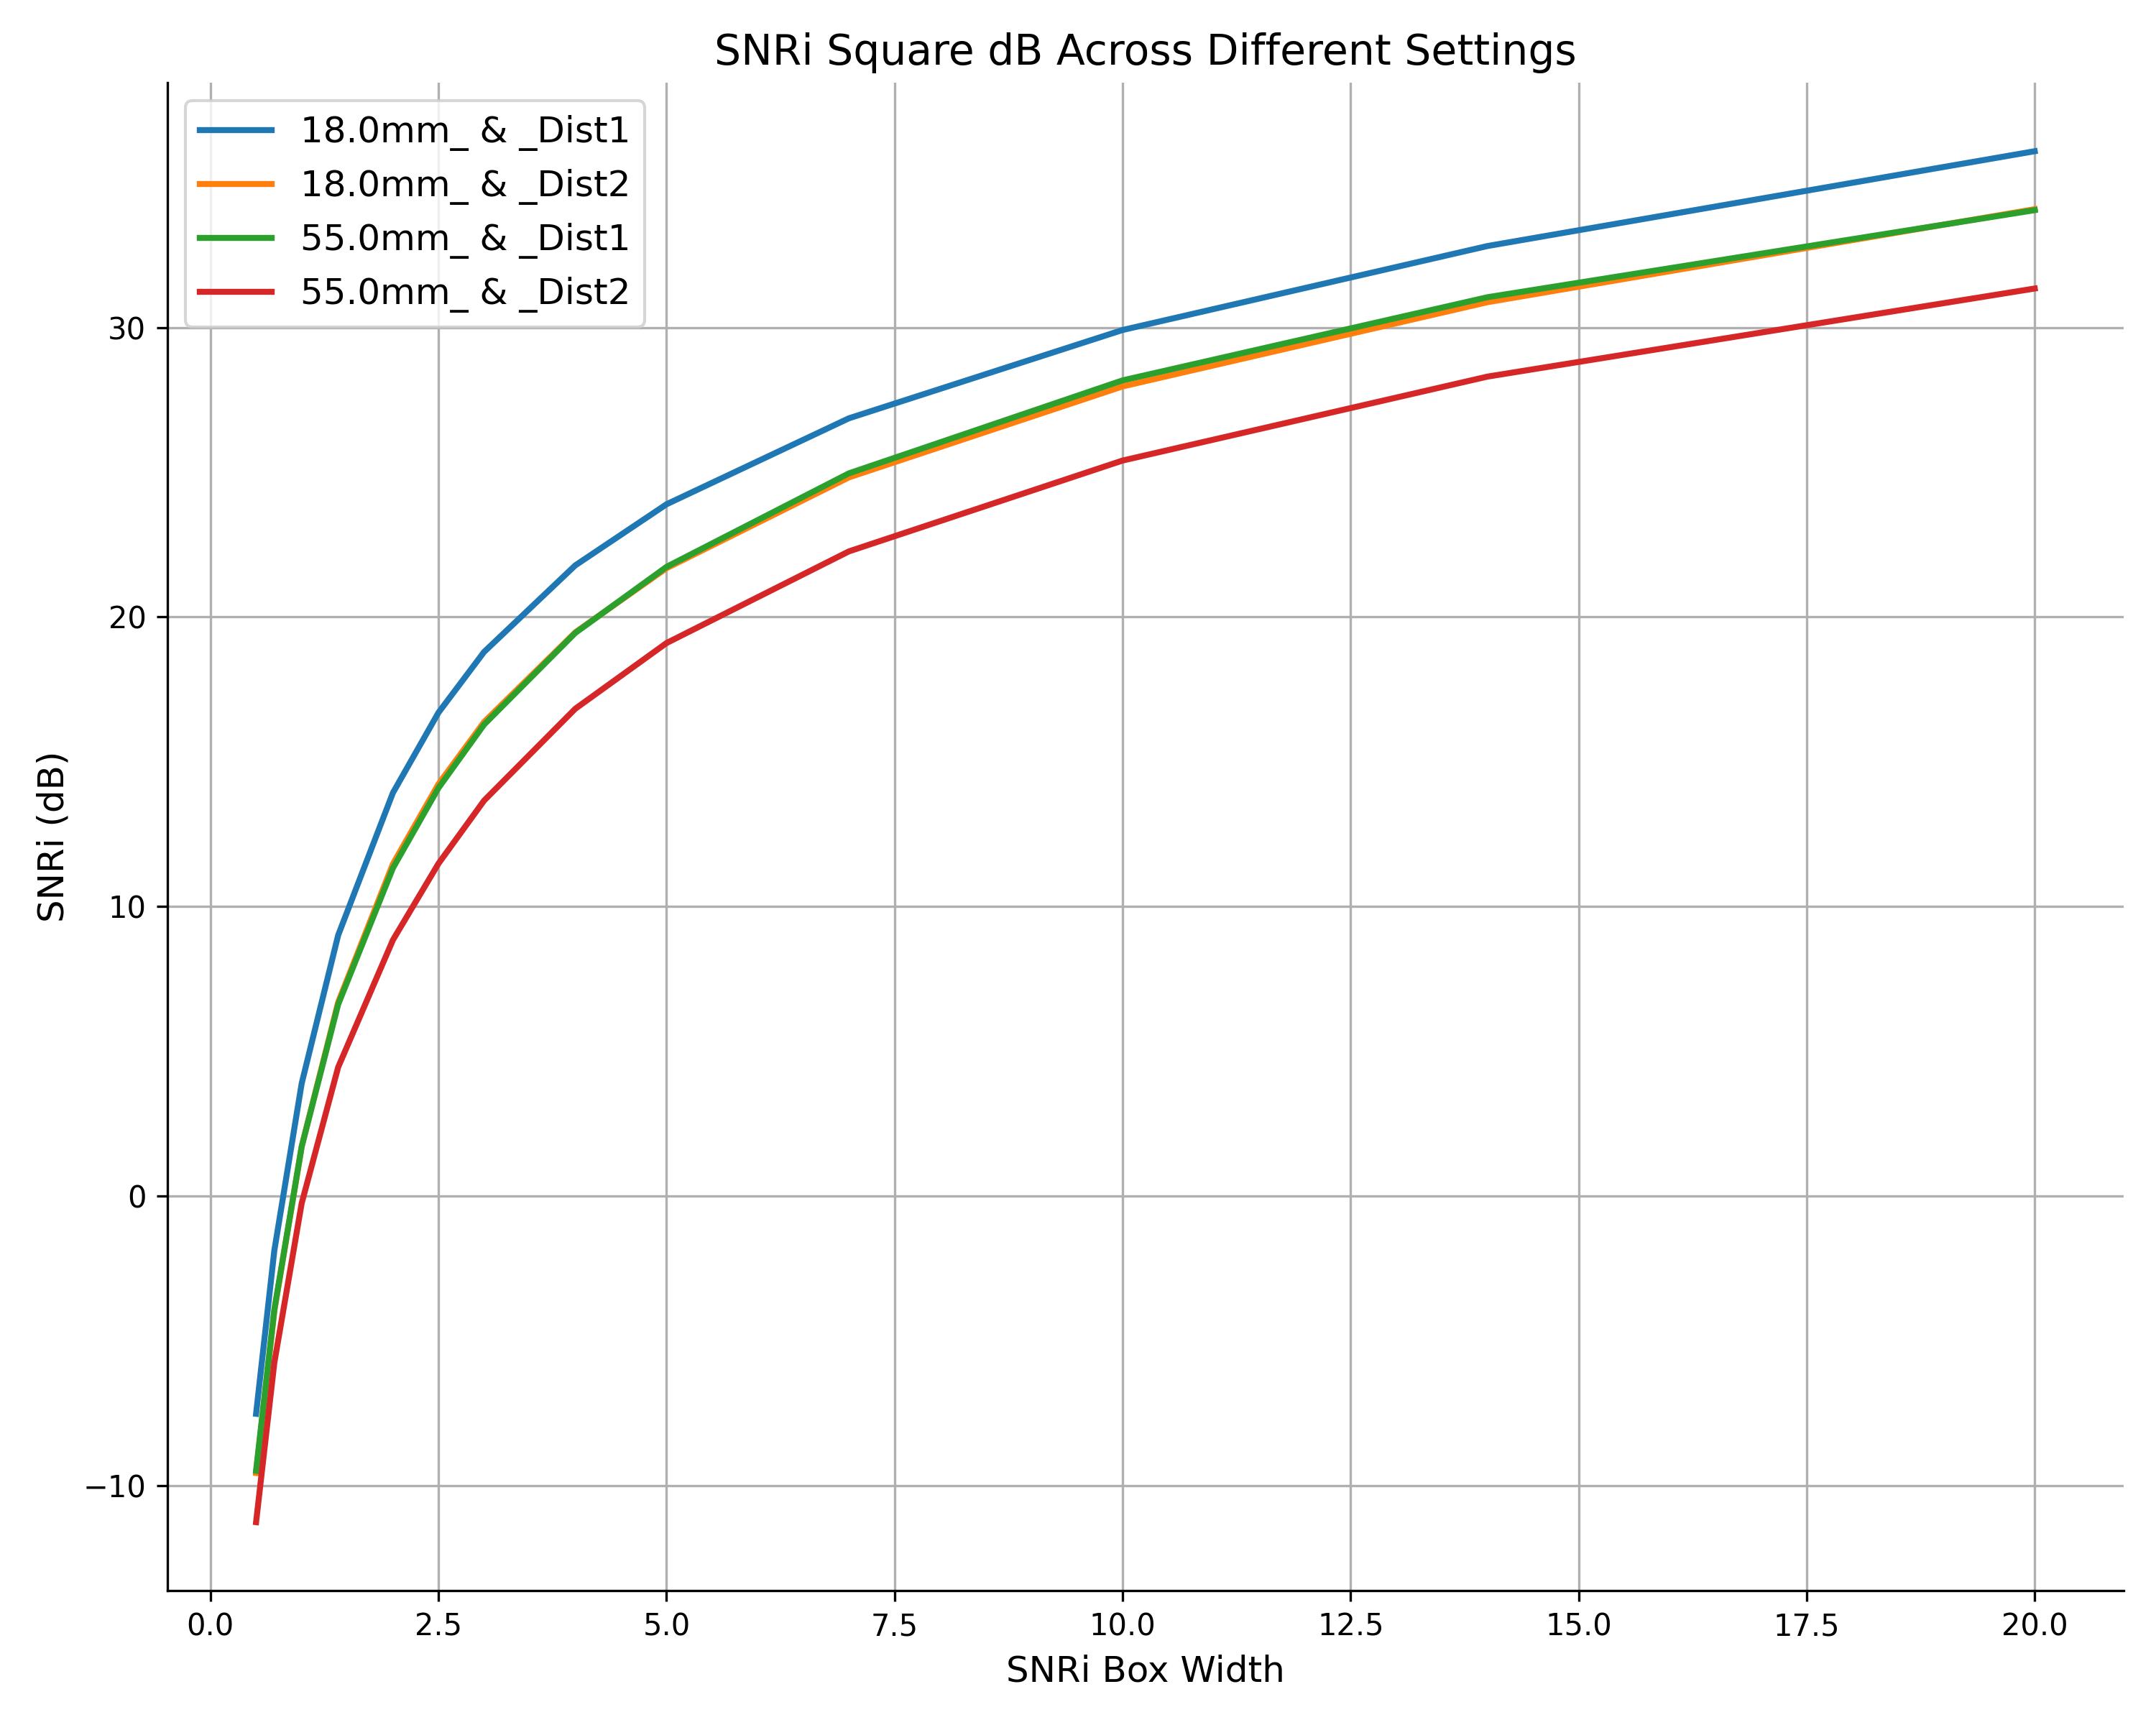 SNRi Square dB Across Different Settings
18.0mm_ & _Dist1
18.0mm_ & _Dist2
55.0mm_ & _Dist1
55.0mm_ & _Dist2
SNRi (dB)
30
20
10
0
−10
0.0 2.5 5.0 7.5 10.0 12.5 15.0 17.5 20.0
SNRi Box Width